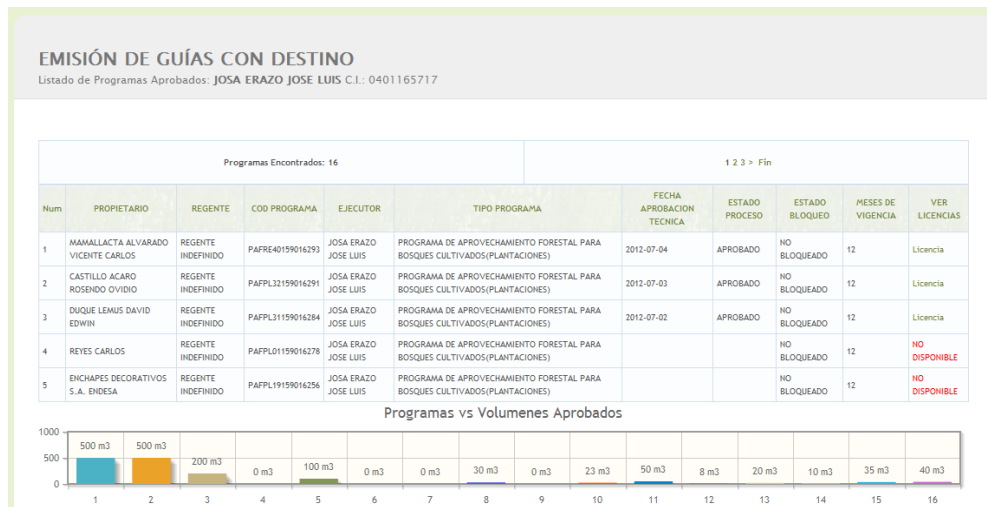 EMISIÓN DE GUÍAS CON DESTINO
Listado de Programas Aprobados: JOSA ERAZO JOSE LUIS C.I.: 0401165717
Programas Encontrados: 16
1 2 3 > Fin
Num PROPIETARIO REGENTE COD PROGRAMA EJECUTOR TIPO PROGRAMA FECHA APROBACION TECNICA ESTADO PROCESO ESTADO BLOQUEO MESES DE VIGENCIA VER LICENCIAS
1 MAMALLACTA ALVARADO VICENTE CARLOS REGENTE INDEFINIDO PAFRE40159016293 JOSA ERAZO JOSE LUIS PROGRAMA DE APROVECHAMIENTO FORESTAL PARA BOSQUES CULTIVADOS(PLANTACIONES) 2012-07-04 APROBADO NO BLOQUEADO 12 Licencia
2 CASTILLO ACARO ROSENDO OVIDIO REGENTE INDEFINIDO PAFPL32159016291 JOSA ERAZO JOSE LUIS PROGRAMA DE APROVECHAMIENTO FORESTAL PARA BOSQUES CULTIVADOS(PLANTACIONES) 2012-07-03 APROBADO NO BLOQUEADO 12 Licencia
3 DUQUE LEMUS DAVID EDWIN REGENTE INDEFINIDO PAFPL31159016284 JOSA ERAZO JOSE LUIS PROGRAMA DE APROVECHAMIENTO FORESTAL PARA BOSQUES CULTIVADOS(PLANTACIONES) 2012-07-02 APROBADO NO BLOQUEADO 12 Licencia
4 REYES CARLOS REGENTE INDEFINIDO PAFPL01159016278 JOSA ERAZO JOSE LUIS PROGRAMA DE APROVECHAMIENTO FORESTAL PARA BOSQUES CULTIVADOS(PLANTACIONES) NO BLOQUEADO 12 NO DISPONIBLE
5 ENCHAPES DECORATIVOS S.A. ENDESA REGENTE INDEFINIDO PAFPL19159016256 JOSA ERAZO JOSE LUIS PROGRAMA DE APROVECHAMIENTO FORESTAL PARA BOSQUES CULTIVADOS(PLANTACIONES) NO BLOQUEADO 12 NO DISPONIBLE
Programas vs Volumenes Aprobados
1000
500
0
500 m3 500 m3 200 m3 0 m3 100 m3 0 m3 0 m3 30 m3 0 m3 23 m3 50 m3 8 m3 20 m3 10 m3 35 m3 40 m3
1 2 3 4 5 6 7 8 9 10 11 12 13 14 15 16